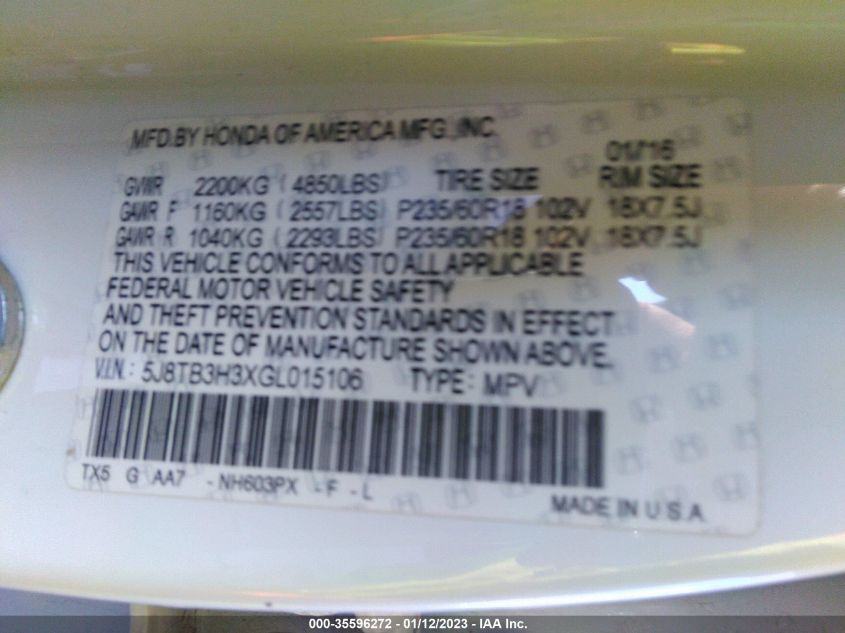 MFD.BY HONDA OF AMERICA MFG.,INC.
01/16
GVWR 2200KG (4850LBS) TIRE SIZE RIM SIZE
GAWR F 1160KG (2557LBS) P235/60R18 102V 18X7.5J
GAWR R 1040KG (2293LBS) P235/60R18 102V 18X7.5J
THIS VEHICLE CONFORMS TO ALL APPLICABLE
FEDERAL MOTOR VEHICLE SAFETY
AND THEFT PREVENTION STANDARDS IN EFFECT
ON THE DATE OF MANUFACTURE SHOWN ABOVE.
V.I.N.: 5J8TB3H3XGL015106 TYPE: MPV
TX5 G AA7 - NH603PX - F - L
MADE IN U.S.A.
000-35596272 - 01/12/2023 - IAA Inc.